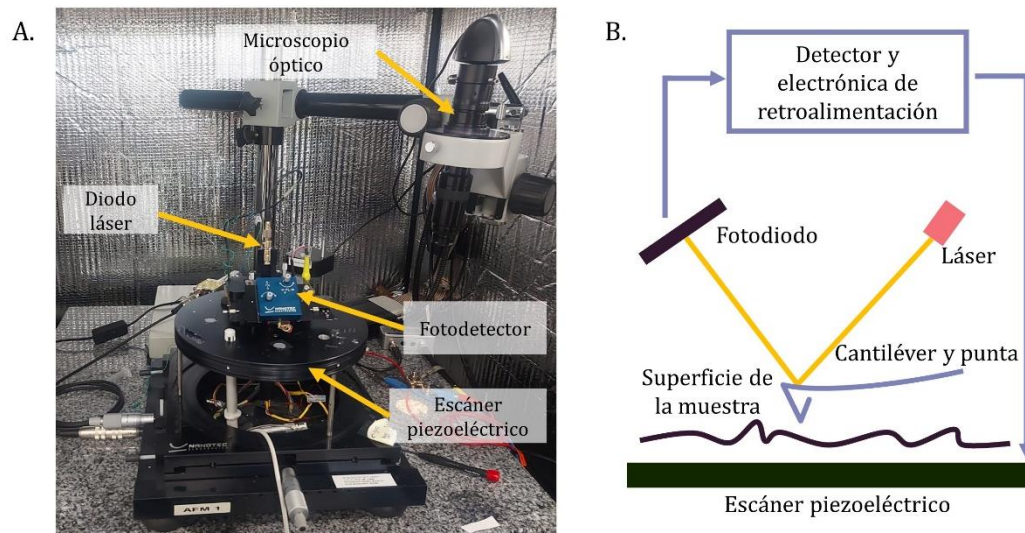 A.
Microscopio
óptico
Diodo
láser
Fotodetector
Escáner
piezoeléctrico
NANOTEC
AFM 1
B.
Detector y
electrónica de
retroalimentación
Fotodiodo
Láser
Cantiléver y punta
Superficie de
la muestra
Escáner piezoeléctrico